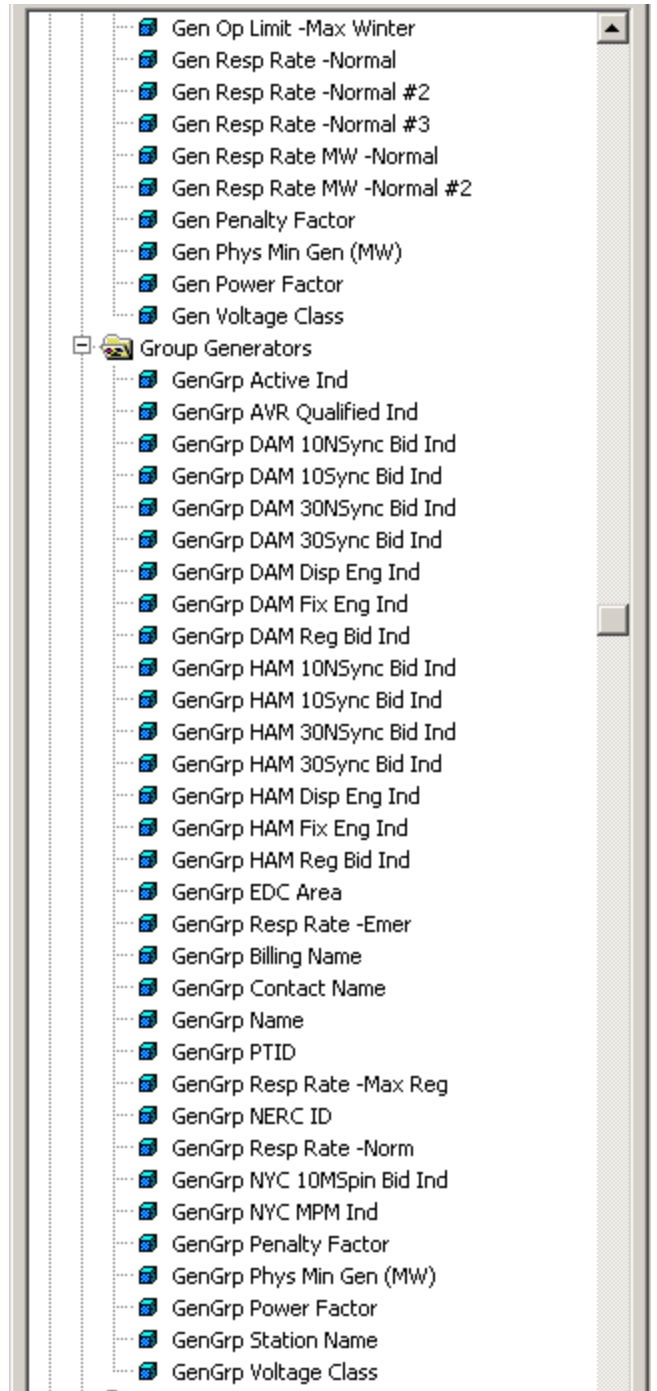 Gen Op Limit -Max Winter
Gen Resp Rate -Normal
Gen Resp Rate -Normal #2
Gen Resp Rate -Normal #3
Gen Resp Rate MW -Normal
Gen Resp Rate MW -Normal #2
Gen Penalty Factor
Gen Phys Min Gen (MW)
Gen Power Factor
Gen Voltage Class
Group Generators
GenGrp Active Ind
GenGrp AVR Qualified Ind
GenGrp DAM 10NSync Bid Ind
GenGrp DAM 10Sync Bid Ind
GenGrp DAM 30NSync Bid Ind
GenGrp DAM 30Sync Bid Ind
GenGrp DAM Disp Eng Ind
GenGrp DAM Fix Eng Ind
GenGrp DAM Reg Bid Ind
GenGrp HAM 10NSync Bid Ind
GenGrp HAM 10Sync Bid Ind
GenGrp HAM 30NSync Bid Ind
GenGrp HAM 30Sync Bid Ind
GenGrp HAM Disp Eng Ind
GenGrp HAM Fix Eng Ind
GenGrp HAM Reg Bid Ind
GenGrp EDC Area
GenGrp Resp Rate -Emer
GenGrp Billing Name
GenGrp Contact Name
GenGrp Name
GenGrp PTID
GenGrp Resp Rate -Max Reg
GenGrp NERC ID
GenGrp Resp Rate -Norm
GenGrp NYC 10MSpin Bid Ind
GenGrp NYC MPM Ind
GenGrp Penalty Factor
GenGrp Phys Min Gen (MW)
GenGrp Power Factor
GenGrp Station Name
GenGrp Voltage Class